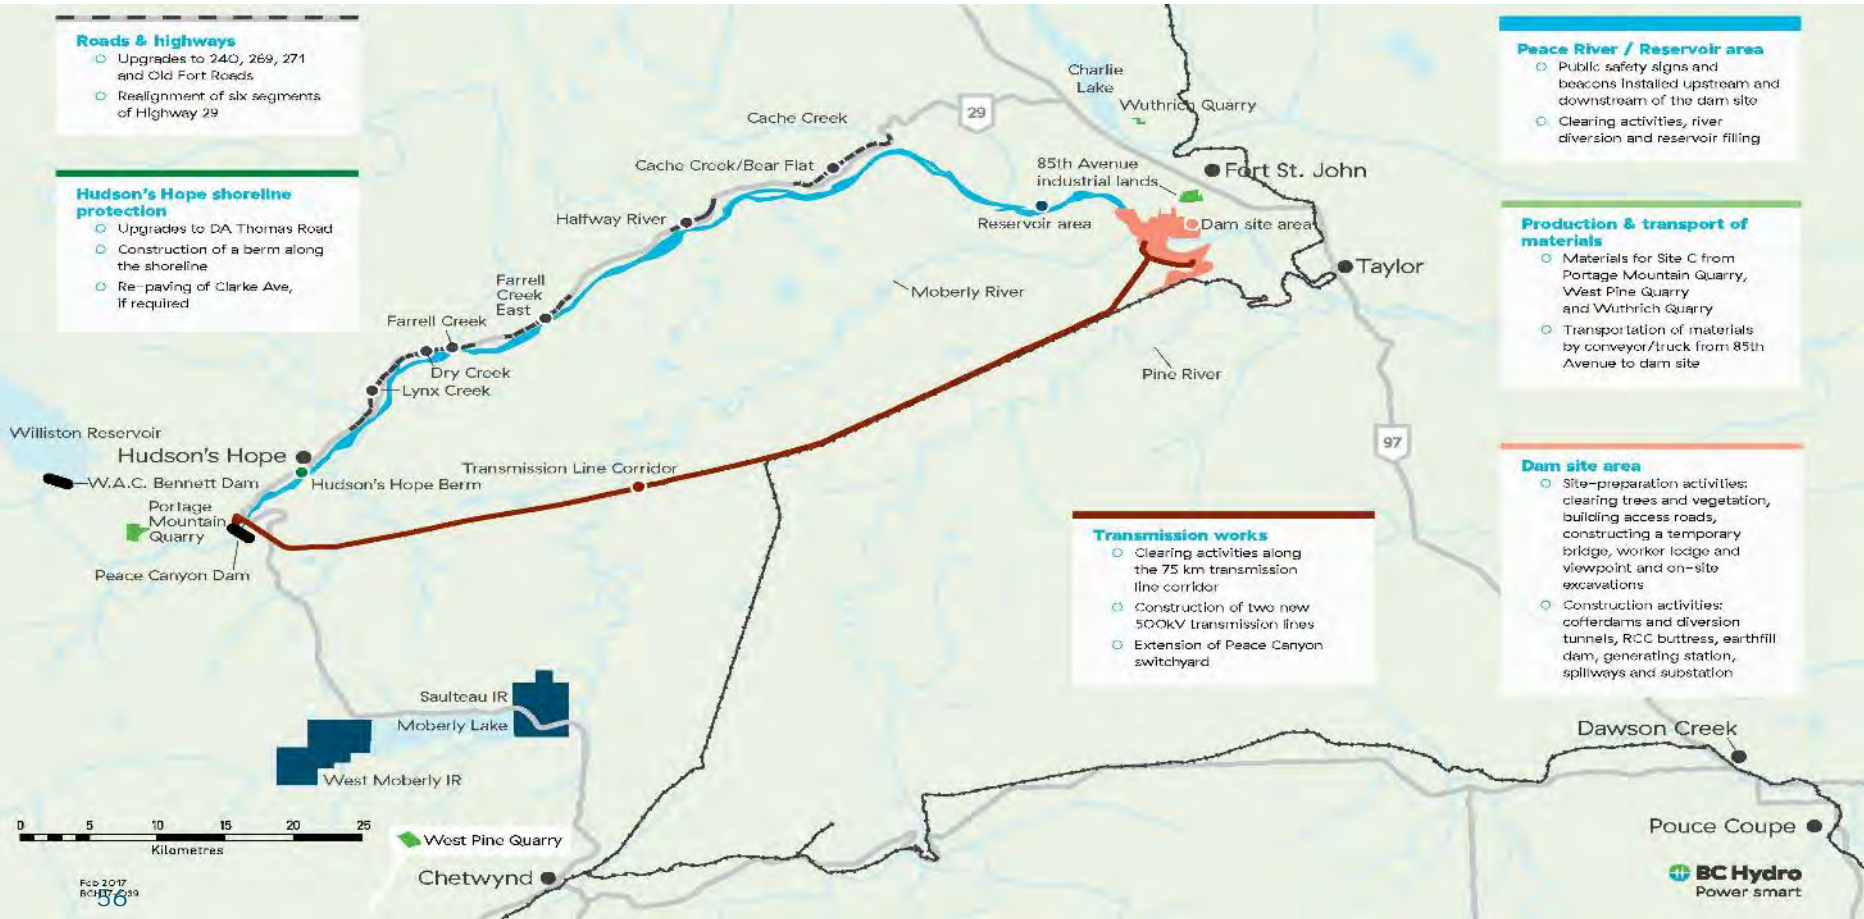 Roads & highways
Upgrades to 240, 269, 271
and Old Fort Roads
Realignment of six segments
of Highway 29
Hudson's Hope shoreline
protection
Upgrades to DA Thomas Road
Construction of a berm along
the shoreline
Re-paving of Clarke Ave,
if required
Peace River / Reservoir area
Public safety signs and
beacons installed upstream and
downstream of the dam site
Clearing activities, river
diversion and reservoir filling
Production & transport of
materials
Materials for Site C from
Portage Mountain Quarry,
West Pine Quarry
and Wuthrich Quarry
Transportation of materials
by conveyor/truck from 85th
Avenue to dam site
Dam site area
Site-preparation activities:
clearing trees and vegetation,
building access roads,
constructing a temporary
bridge, worker lodge and
viewpoint and on-site
excavations
Construction activities:
cofferdams and diversion
tunnels, RCC buttress, earthfill
dam, generating station,
spillways and substation
Transmission works
Clearing activities along
the 75 km transmission
line corridor
Construction of two new
500kV transmission lines
Extension of Peace Canyon
switchyard
Charlie
Lake
Wuthrich Quarry
29
Cache Creek
Cache Creek/Bear Flat
85th Avenue
industrial lands
Fort St. John
Halfway River
Reservoir area
Dam site area
Taylor
Farrell
Creek
East
Moberly River
Farrell Creek
Dry Creek
Lynx Creek
Pine River
97
Williston Reservoir
Hudson's Hope
W.A.C. Bennett Dam
Hudson's Hope Berm
Transmission Line Corridor
Portage
Mountain
Quarry
Peace Canyon Dam
Saulteau IR
Moberly Lake
West Moberly IR
Dawson Creek
Pouce Coupe
0 5 10 15 20 25
Kilometres
West Pine Quarry
Chetwynd
BC Hydro
Power smart
Feb 2017
56